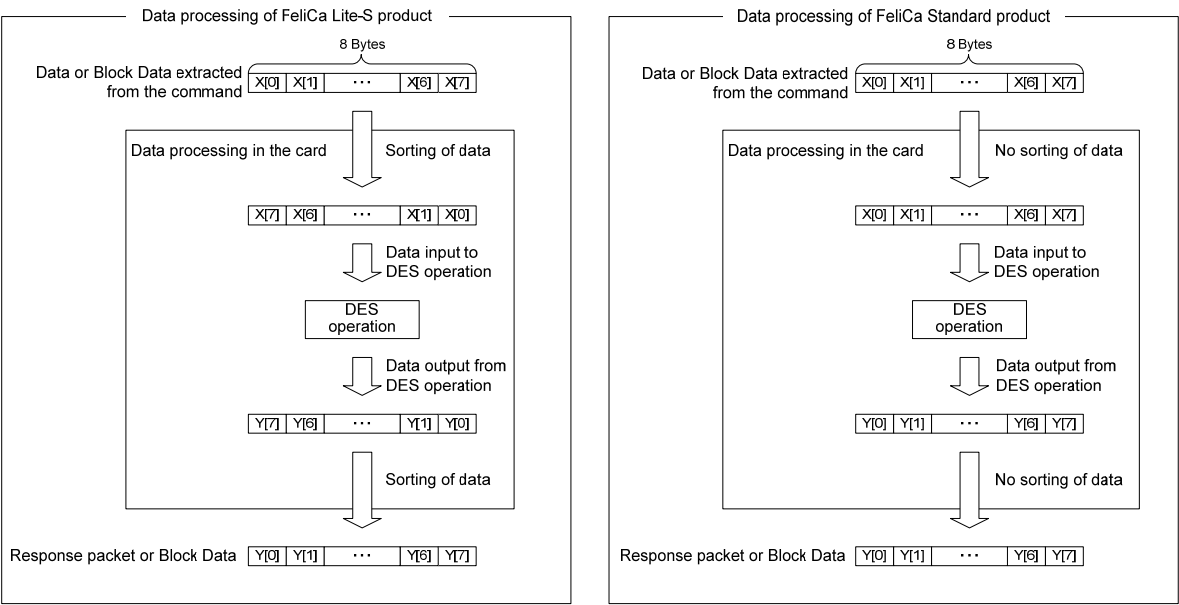 Data processing of FeliCa Lite-S product
8 Bytes
Data or Block Data extracted
from the command
X[0] X[1] ··· X[6] X[7]
Data processing in the card
Sorting of data
X[7] X[6] ··· X[1] X[0]
Data input to
DES operation
DES
operation
Data output from
DES operation
Y[7] Y[6] ··· Y[1] Y[0]
Sorting of data
Response packet or Block Data
Y[0] Y[1] ··· Y[6] Y[7]
Data processing of FeliCa Standard product
8 Bytes
Data or Block Data extracted
from the command
X[0] X[1] ··· X[6] X[7]
Data processing in the card
No sorting of data
X[0] X[1] ··· X[6] X[7]
Data input to
DES operation
DES
operation
Data output from
DES operation
Y[0] Y[1] ··· Y[6] Y[7]
No sorting of data
Response packet or Block Data
Y[0] Y[1] ··· Y[6] Y[7]